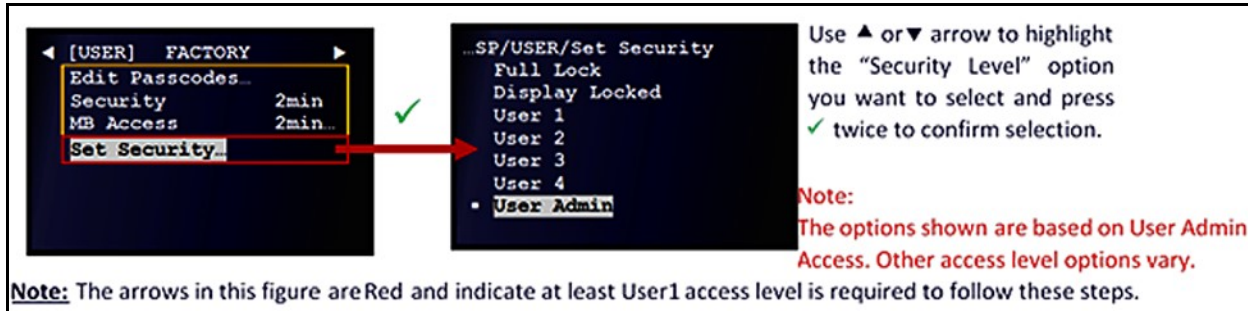 ◄ [USER] FACTORY ►
Edit Passcodes…
Security 2min
MB Access 2min…
Set Security…
✓
…SP/USER/Set Security
Full Lock
Display Locked
User 1
User 2
User 3
User 4
▪ User Admin
Use ▲ or ▼ arrow to highlight
the "Security Level" option
you want to select and press
✓ twice to confirm selection.
Note:
The options shown are based on User Admin
Access. Other access level options vary.
Note: The arrows in this figure are Red and indicate at least User1 access level is required to follow these steps.